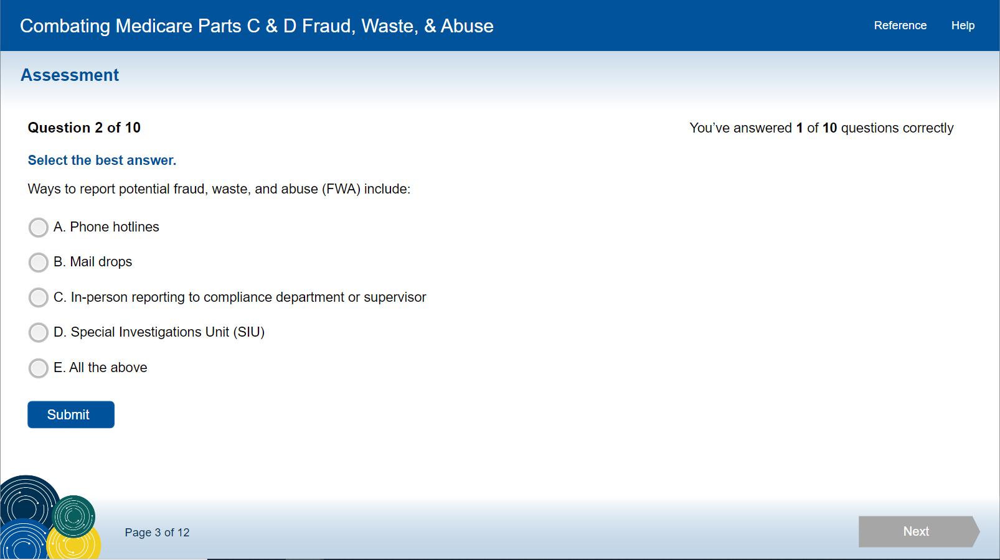 Combating Medicare Parts C & D Fraud, Waste, & Abuse
Reference
Help
Assessment
Question 2 of 10
You’ve answered 1 of 10 questions correctly
Select the best answer.
Ways to report potential fraud, waste, and abuse (FWA) include:
A. Phone hotlines
B. Mail drops
C. In-person reporting to compliance department or supervisor
D. Special Investigations Unit (SIU)
E. All the above
Submit
Page 3 of 12
Next